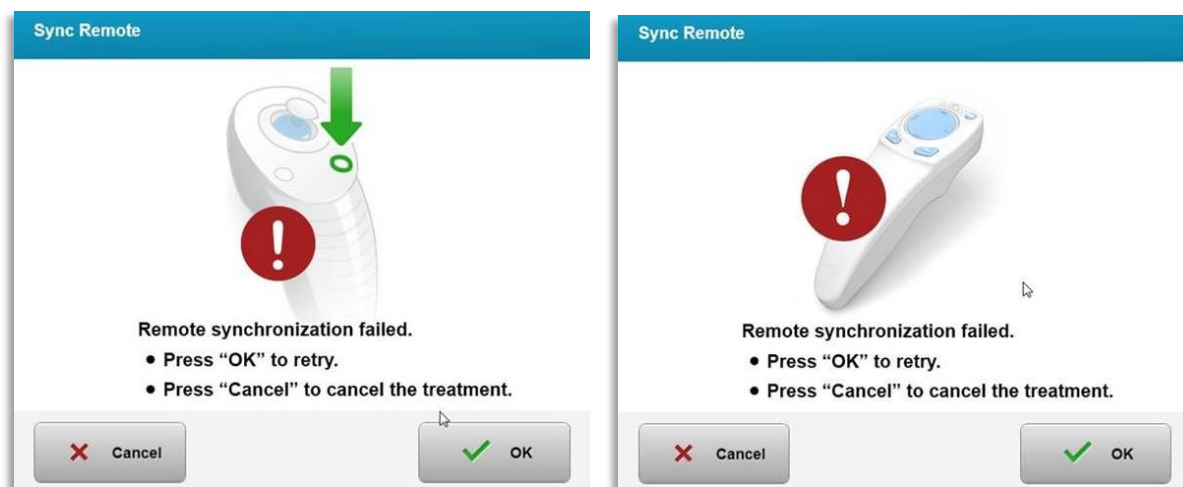 Sync Remote
Remote synchronization failed.
● Press “OK” to retry.
● Press “Cancel” to cancel the treatment.
Cancel
OK
Sync Remote
Remote synchronization failed.
● Press “OK” to retry.
● Press “Cancel” to cancel the treatment.
Cancel
OK